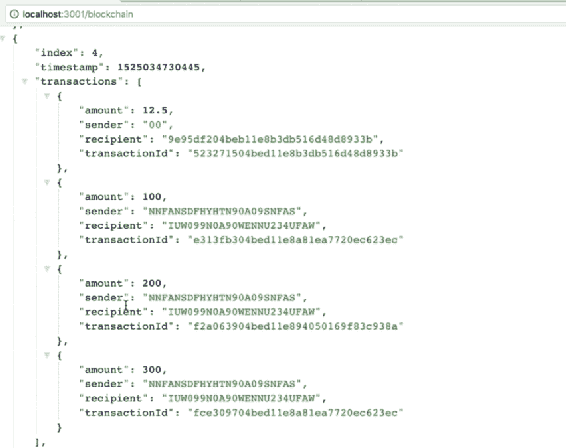 localhost:3001/blockchain
},
{
"index": 4,
"timestamp": 1525034730445,
"transactions": [
{
"amount": 12.5,
"sender": "00",
"recipient": "9e95df204beb11e8b3db516d48d8933b",
"transactionId": "523271504bed11e8b3db516d48d8933b"
},
{
"amount": 100,
"sender": "NNFANSDFHYHTN90A09SNFAS",
"recipient": "IUW099N0A90WENNU234UFAW",
"transactionId": "e313fb304bed11e8a81ea7720ec623ec"
},
{
"amount": 200,
"sender": "NNFANSDFHYHTN90A09SNFAS",
"recipient": "IUW099N0A90WENNU234UFAW",
"transactionId": "f2a063904bed11e894050169f83c938a"
},
{
"amount": 300,
"sender": "NNFANSDFHYHTN90A09SNFAS",
"recipient": "IUW099N0A90WENNU234UFAW",
"transactionId": "fce309704bed11e8a81ea7720ec623ec"
}
],